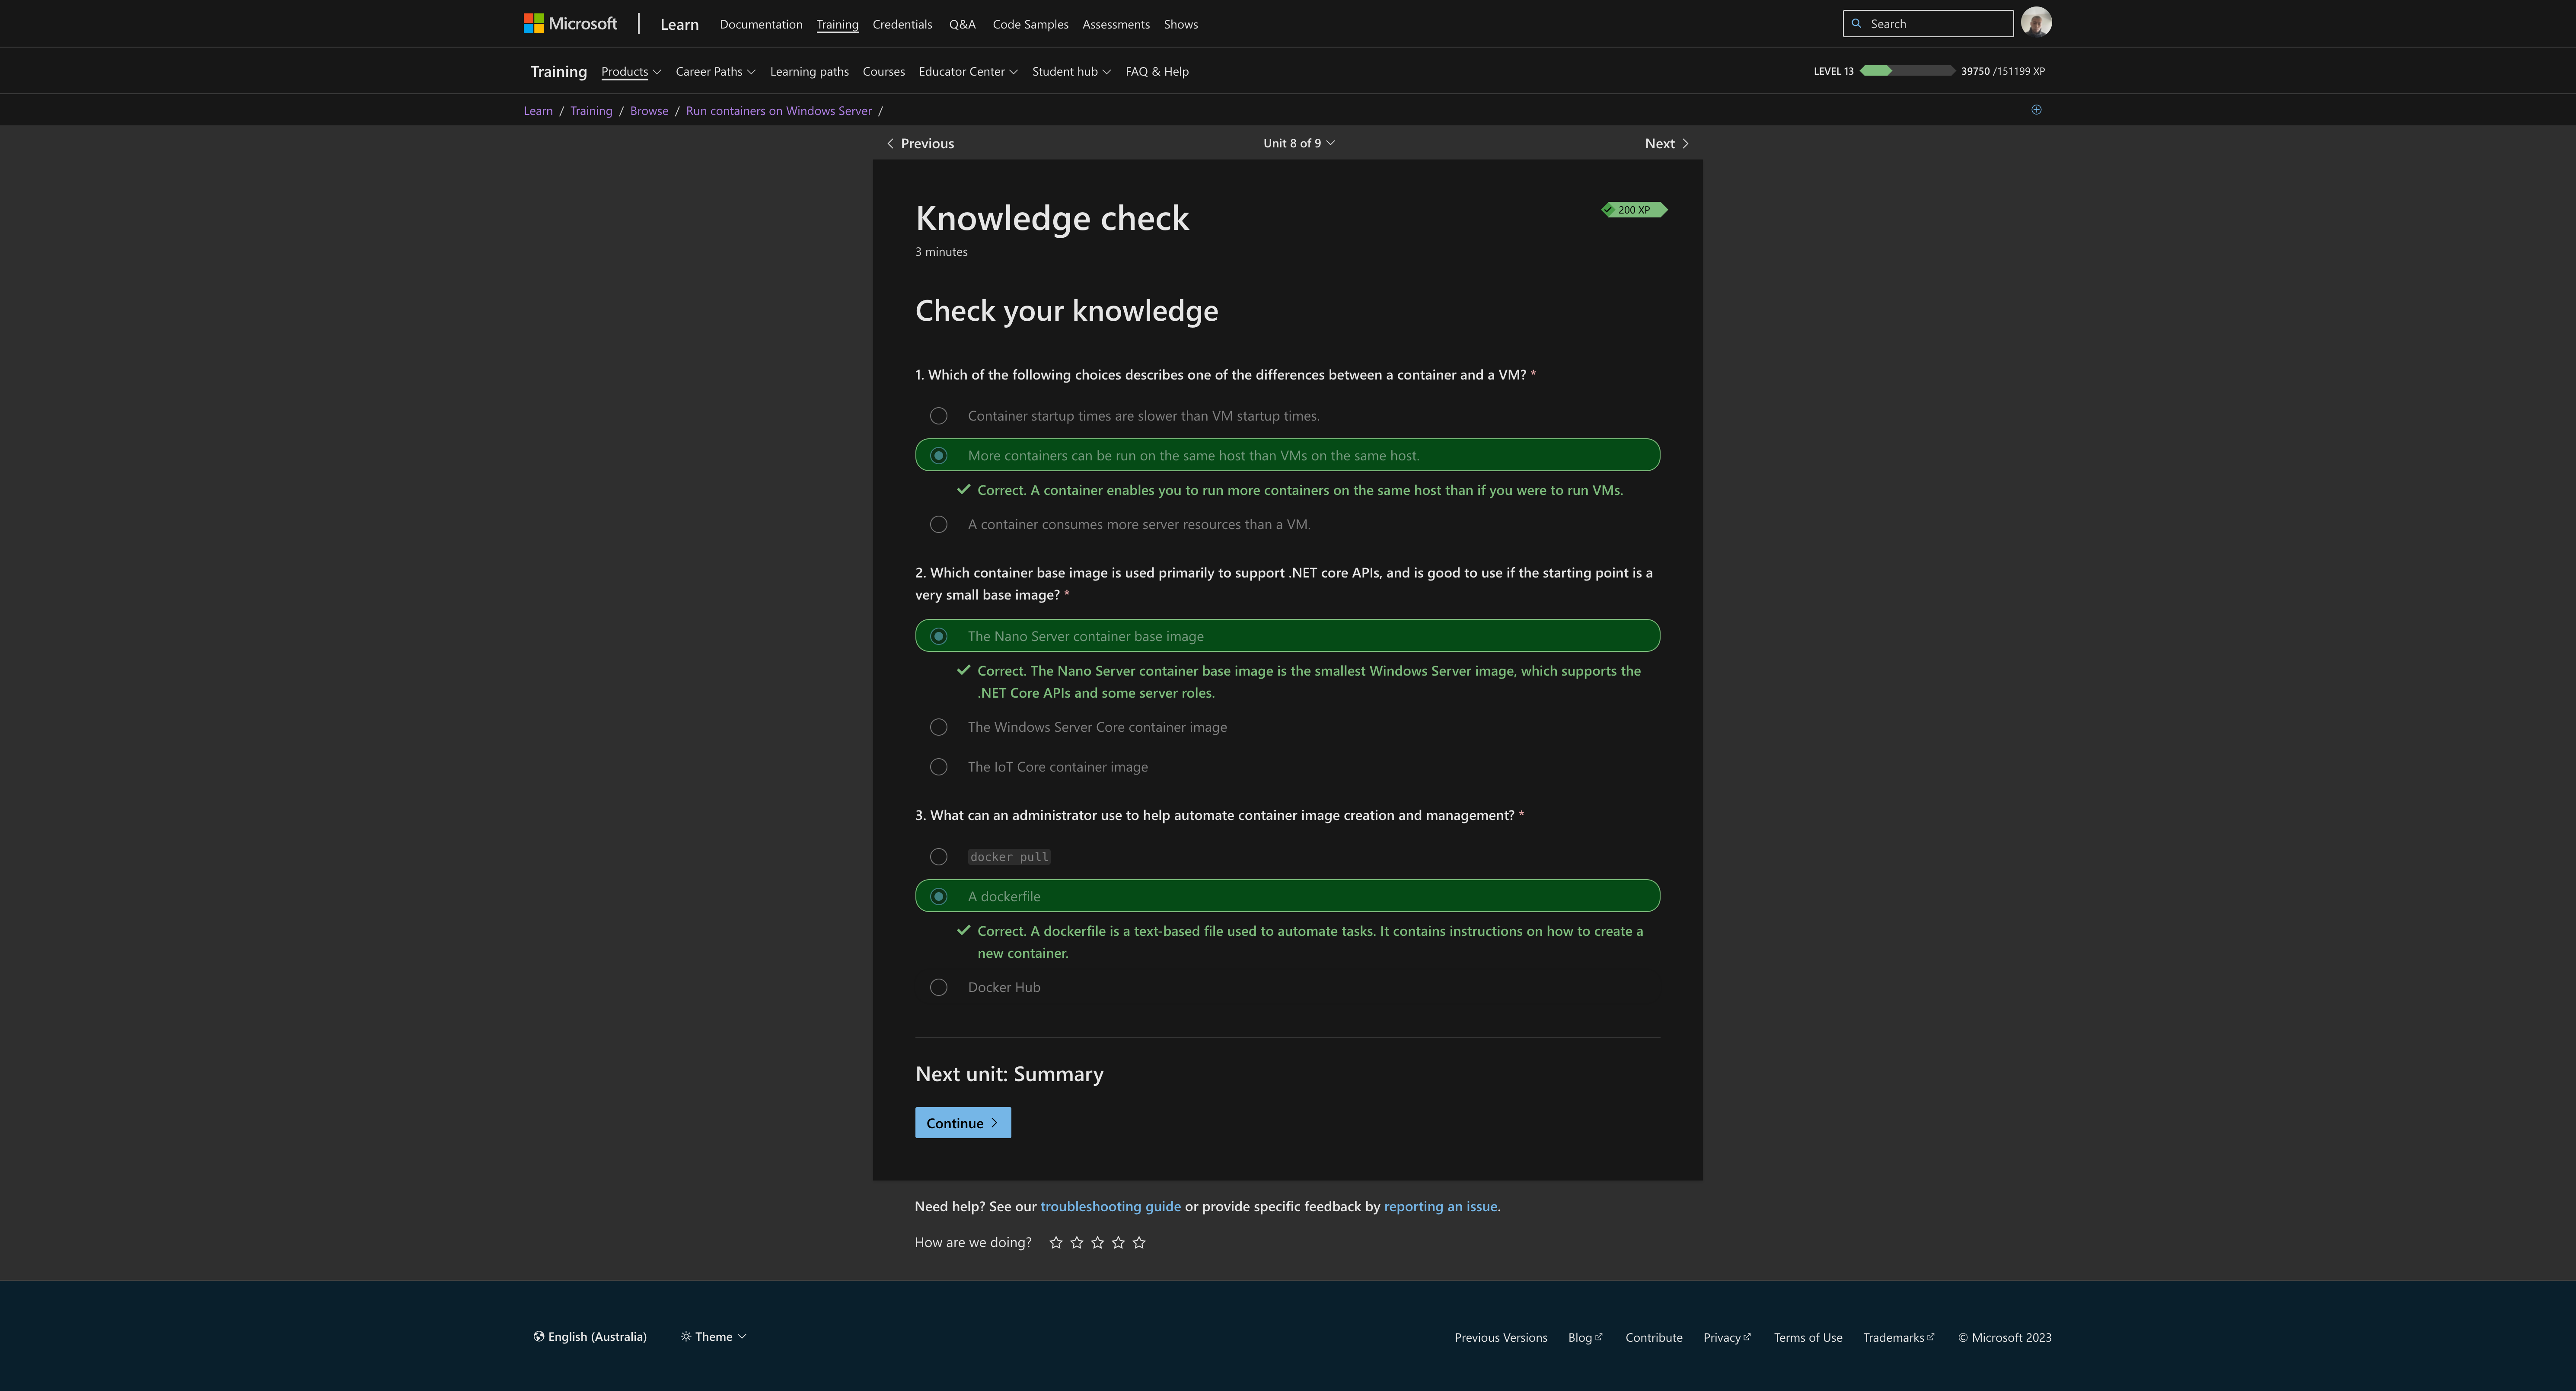 Microsoft
Learn
Documentation
Training
Credentials
Q&A
Code Samples
Assessments
Shows
Search
Training
Products
Career Paths
Learning paths
Courses
Educator Center
Student hub
FAQ & Help
LEVEL 13
39750 /151199 XP
Learn / Training / Browse / Run containers on Windows Server /
Previous
Unit 8 of 9
Next
Knowledge check
200 XP
3 minutes
Check your knowledge
1. Which of the following choices describes one of the differences between a container and a VM? *
Container startup times are slower than VM startup times.
More containers can be run on the same host than VMs on the same host.
Correct. A container enables you to run more containers on the same host than if you were to run VMs.
A container consumes more server resources than a VM.
2. Which container base image is used primarily to support .NET core APIs, and is good to use if the starting point is a
very small base image? *
The Nano Server container base image
Correct. The Nano Server container base image is the smallest Windows Server image, which supports the
.NET Core APIs and some server roles.
The Windows Server Core container image
The IoT Core container image
3. What can an administrator use to help automate container image creation and management? *
docker pull
A dockerfile
Correct. A dockerfile is a text-based file used to automate tasks. It contains instructions on how to create a
new container.
Docker Hub
Next unit: Summary
Continue
Need help? See our troubleshooting guide or provide specific feedback by reporting an issue.
How are we doing?
English (Australia)
Theme
Previous Versions
Blog
Contribute
Privacy
Terms of Use
Trademarks
© Microsoft 2023